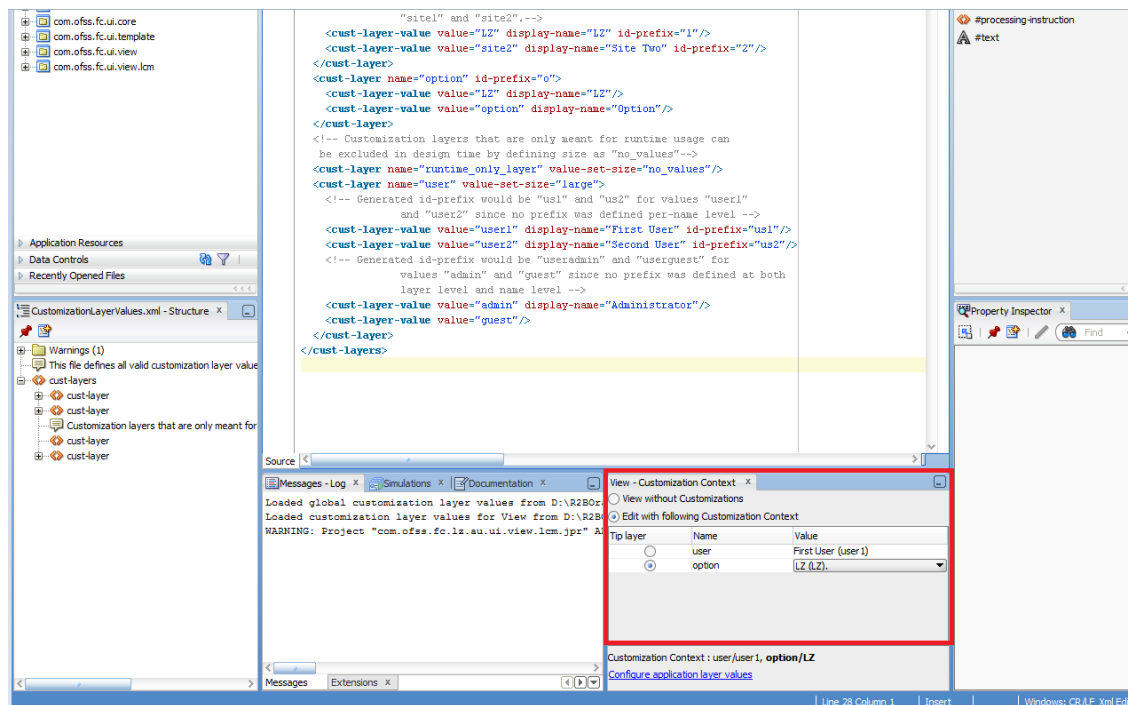 com.ofss.fc.ui.core
com.ofss.fc.ui.template
com.ofss.fc.ui.view
com.ofss.fc.ui.view.lcm
Application Resources
Data Controls
Recently Opened Files
CustomizationLayerValues.xml - Structure x
Warnings (1)
This file defines all valid customization layer value
cust-layers
cust-layer
cust-layer
Customization layers that are only meant for
cust-layer
cust-layer
"site1" and "site2".-->
<cust-layer-value value="LZ" display-name="LZ" id-prefix="1"/>
<cust-layer-value value="site2" display-name="Site Two" id-prefix="2"/>
</cust-layer>
<cust-layer name="option" id-prefix="o">
<cust-layer-value value="LZ" display-name="LZ"/>
<cust-layer-value value="option" display-name="Option"/>
</cust-layer>
<!-- Customization layers that are only meant for runtime usage can
be excluded in design time by defining size as "no_values"-->
<cust-layer name="runtime_only_layer" value-set-size="no_values"/>
<cust-layer name="user" value-set-size="large">
<!-- Generated id-prefix would be "us1" and "us2" for values "user1"
and "user2" since no prefix was defined per-name level -->
<cust-layer-value value="user1" display-name="First User" id-prefix="us1"/>
<cust-layer-value value="user2" display-name="Second User" id-prefix="us2"/>
<!-- Generated id-prefix would be "useradmin" and "userguest" for
values "admin" and "guest" since no prefix was defined at both
layer level and name level -->
<cust-layer-value value="admin" display-name="Administrator"/>
<cust-layer-value value="guest"/>
</cust-layer>
</cust-layers>
Source
#processing-instruction
#text
Property Inspector x
Find
Messages - Log x Simulations x Documentation x
Loaded global customization layer values from D:\R2BOr
Loaded customization layer values for View from D:\R2B
WARNING: Project "com.ofss.fc.lz.au.ui.view.lcm.jpr"
Messages Extensions x
View - Customization Context x
View without Customizations
Edit with following Customization Context
Tip layer Name Value
user First User (user1)
option LZ (LZ).
Customization Context : user/user1, option/LZ
Configure application layer values
Line 28 Column 1 Insert Windows: CR/LF Xml Edi